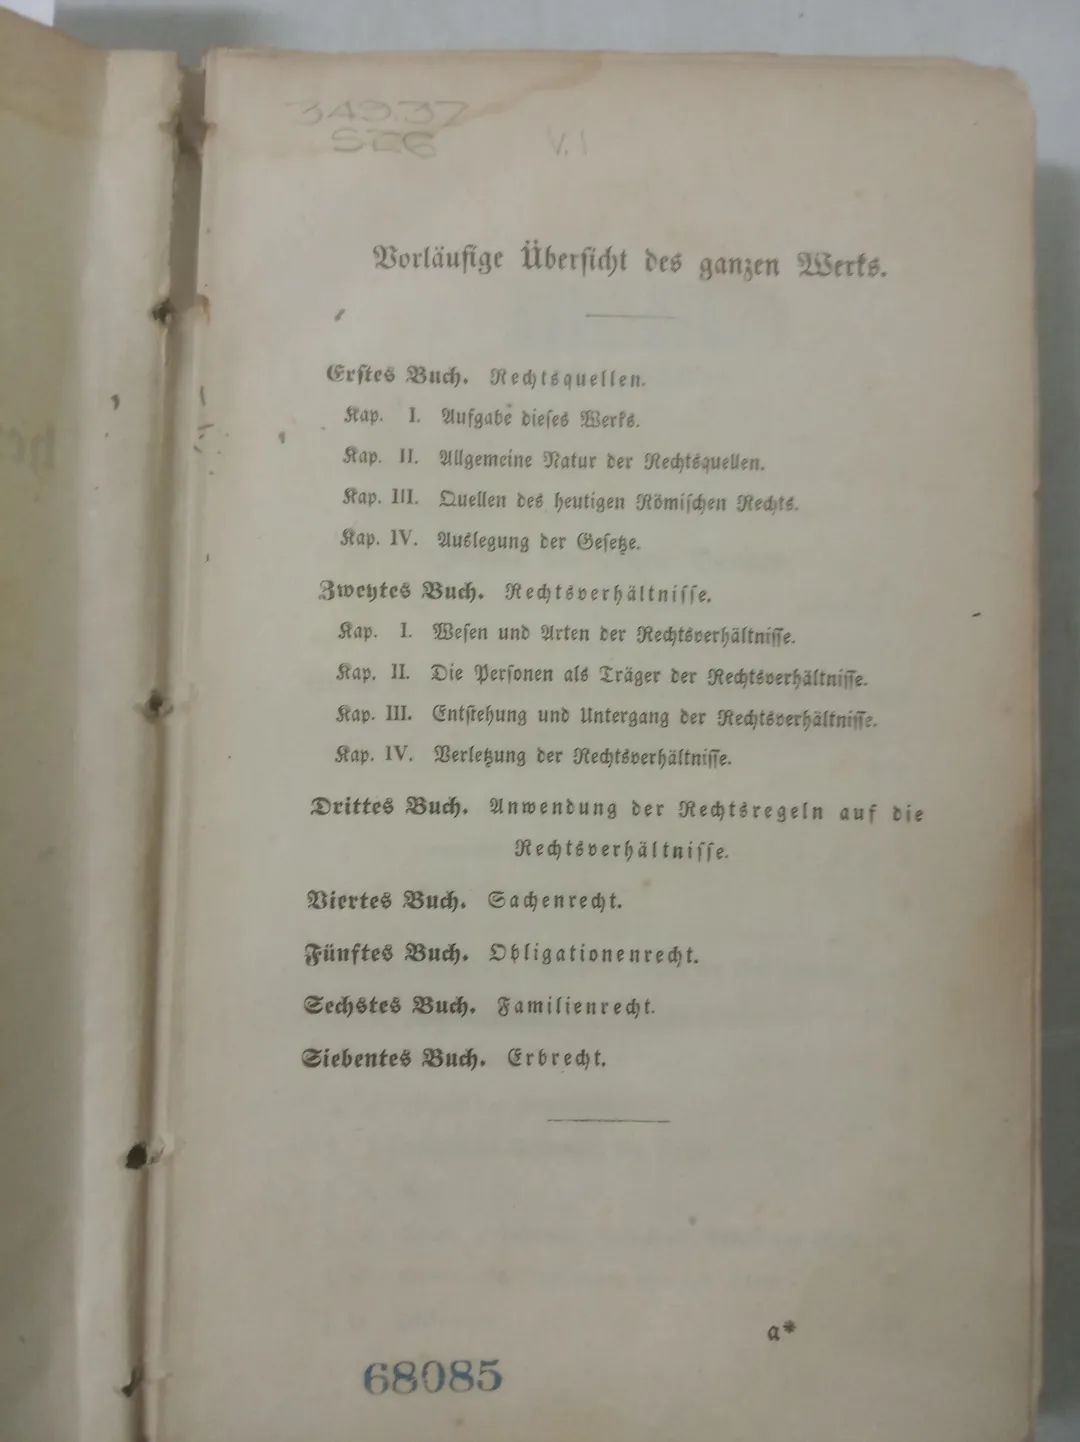 349.37
S26 V.1
Vorläufige Übersicht des ganzen Werks.
Erstes Buch. Rechtsquellen.
Kap. I. Aufgabe dieses Werks.
Kap. II. Allgemeine Natur der Rechtsquellen.
Kap. III. Quellen des heutigen Römischen Rechts.
Kap. IV. Auslegung der Gesetze.
Zweytes Buch. Rechtsverhältnisse.
Kap. I. Wesen und Arten der Rechtsverhältnisse.
Kap. II. Die Personen als Träger der Rechtsverhältnisse.
Kap. III. Entstehung und Untergang der Rechtsverhältnisse.
Kap. IV. Verletzung der Rechtsverhältnisse.
Drittes Buch. Anwendung der Rechtsregeln auf die
Rechtsverhältnisse.
Viertes Buch. Sachenrecht.
Fünftes Buch. Obligationenrecht.
Sechstes Buch. Familienrecht.
Siebentes Buch. Erbrecht.
a*
68085